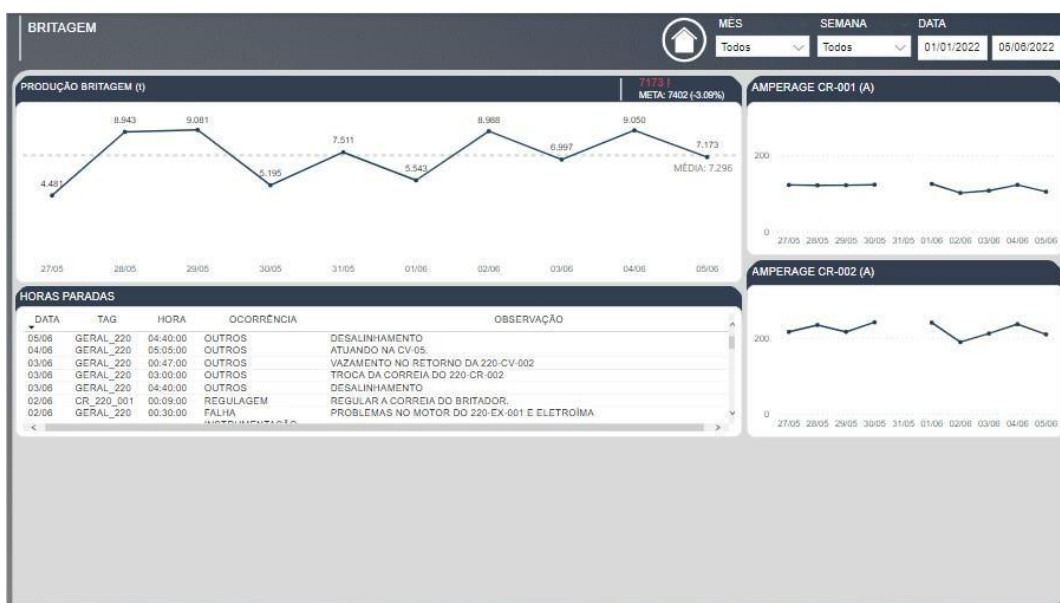 BRITAGEM
MÊS SEMANA DATA
Todos Todos 01/01/2022 05/06/2022
PRODUÇÃO BRITAGEM (t)
7173
META: 7402 (-3.09%)
8.943 9.081 8.988 9.050
7.511 6.997 7.173
4.481 5.195 5.543
MÉDIA: 7.296
27/05 28/05 29/05 30/05 31/05 01/06 02/06 03/06 04/06 05/06
AMPERAGE CR-001 (A)
200
0
27/05 28/05 29/05 30/05 31/05 01/06 02/06 03/06 04/06 05/06
HORAS PARADAS
DATA TAG HORA OCORRÊNCIA OBSERVAÇÃO
05/06 GERAL_220 04:40:00 OUTROS DESALINHAMENTO
04/06 GERAL_220 05:05:00 OUTROS ATUANDO NA CV-05.
03/06 GERAL_220 00:47:00 OUTROS VAZAMENTO NO RETORNO DA 220-CV-002
03/06 GERAL_220 03:00:00 OUTROS TROCA DA CORREIA DO 220-CR-002
03/06 GERAL_220 04:40:00 OUTROS DESALINHAMENTO
02/06 CR_220_001 00:09:00 REGULAGEM REGULAR A CORREIA DO BRITADOR.
02/06 GERAL_220 00:30:00 FALHA PROBLEMAS NO MOTOR DO 220-EX-001 E ELETROÍMA
INSTRUMENTAÇÃO
AMPERAGE CR-002 (A)
200
0
27/05 28/05 29/05 30/05 31/05 01/06 02/06 03/06 04/06 05/06